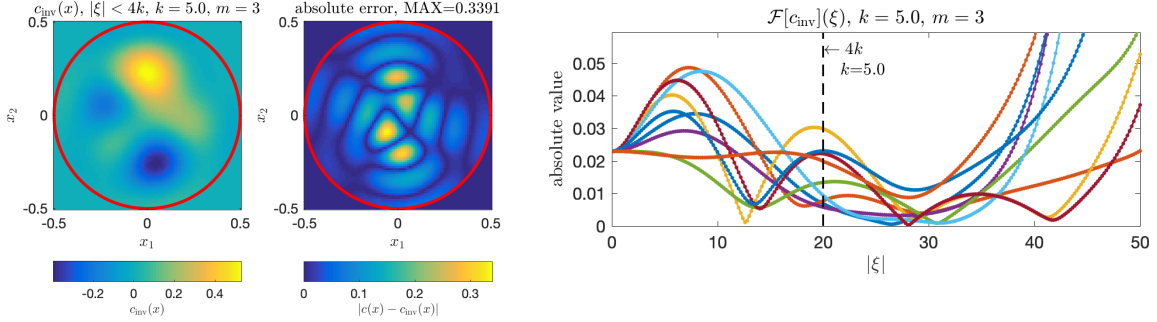 c_inv(x), |ξ| < 4k, k = 5.0, m = 3
0.5
0
-0.5
x_2
-0.5 0 0.5
x_1
-0.2 0 0.2 0.4
c_inv(x)
absolute error, MAX=0.3391
0.5
0
-0.5
x_2
-0.5 0 0.5
x_1
0 0.1 0.2 0.3
|c(x) − c_inv(x)|
F[c_inv](ξ), k = 5.0, m = 3
← 4k
k=5.0
absolute value
0.05
0.04
0.03
0.02
0.01
0
0 10 20 30 40 50
|ξ|